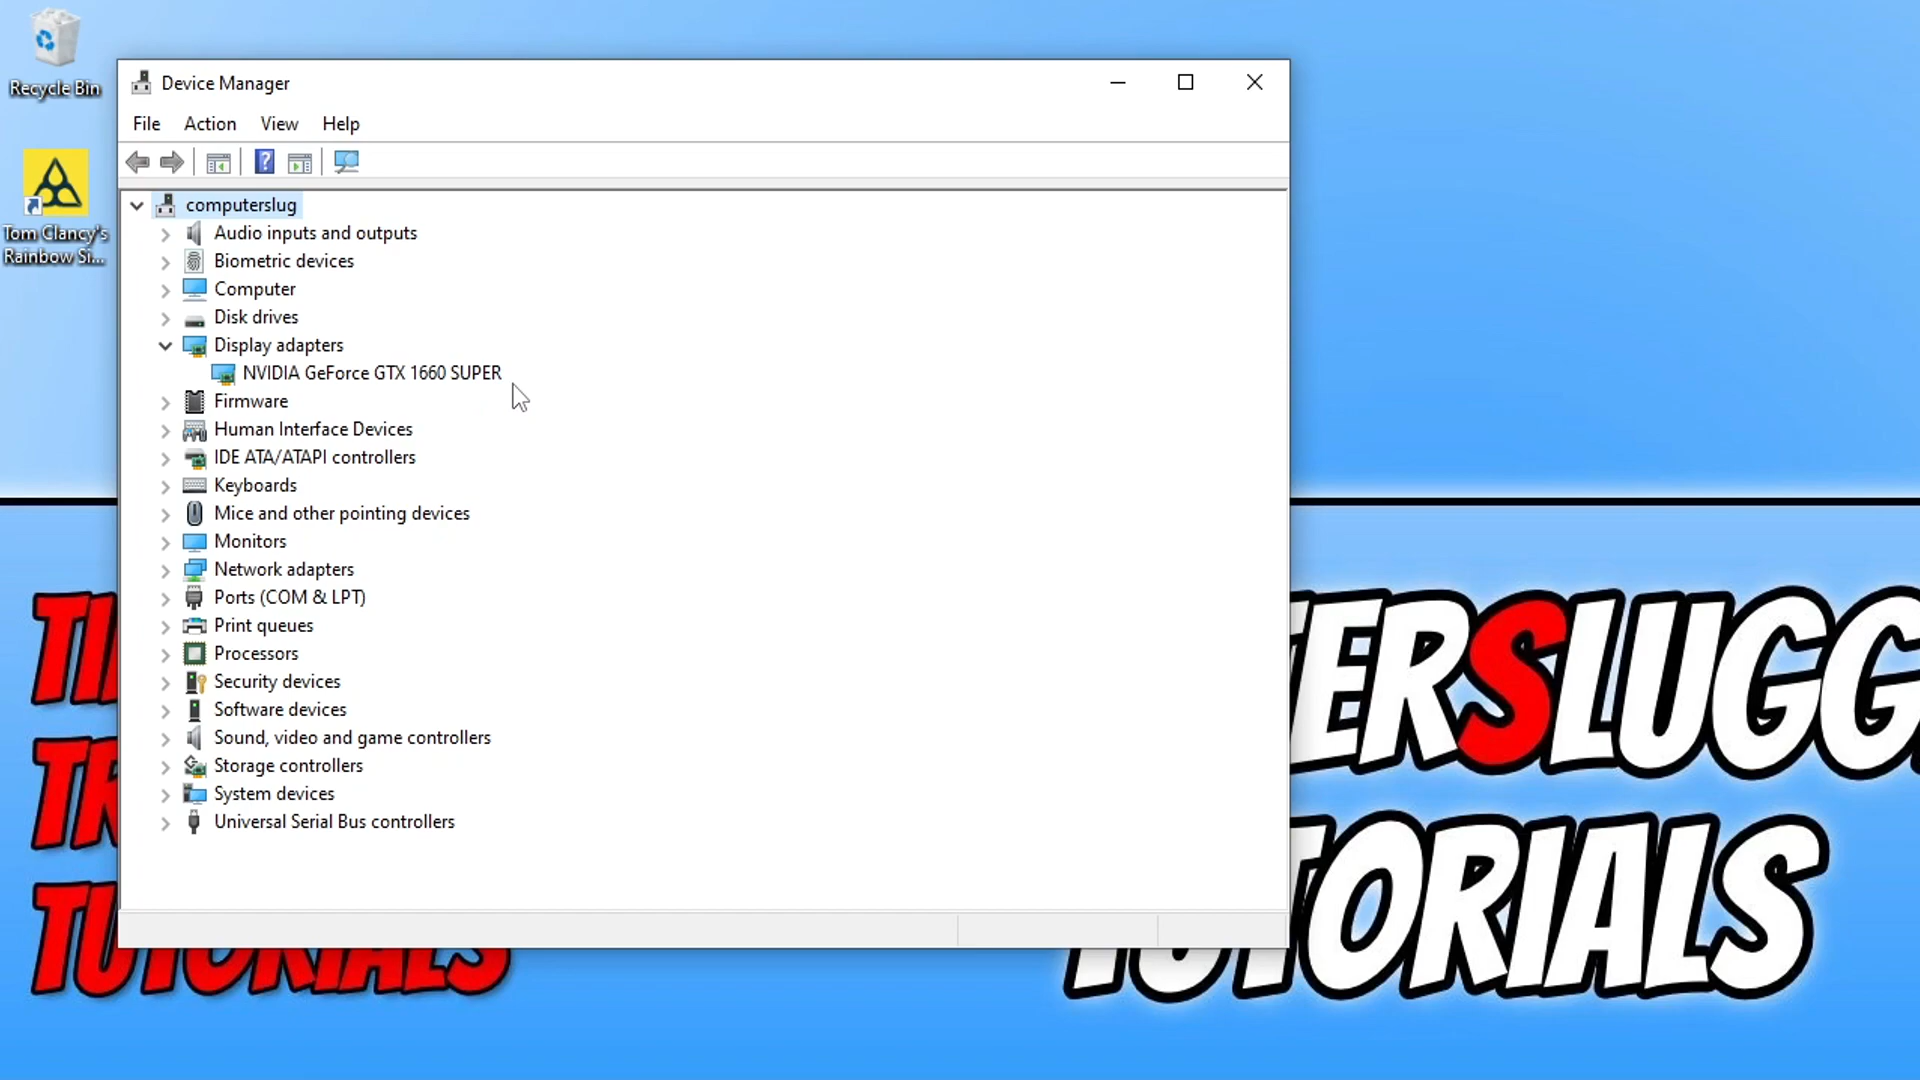 Recycle Bin
Tom Clancy's
Rainbow Si...
Device Manager
File Action View Help
computerslug
Audio inputs and outputs
Biometric devices
Computer
Disk drives
Display adapters
NVIDIA GeForce GTX 1660 SUPER
Firmware
Human Interface Devices
IDE ATA/ATAPI controllers
Keyboards
Mice and other pointing devices
Monitors
Network adapters
Ports (COM & LPT)
Print queues
Processors
Security devices
Software devices
Sound, video and game controllers
Storage controllers
System devices
Universal Serial Bus controllers
TUTORIALS
TERSLUGG
TUTORIALS